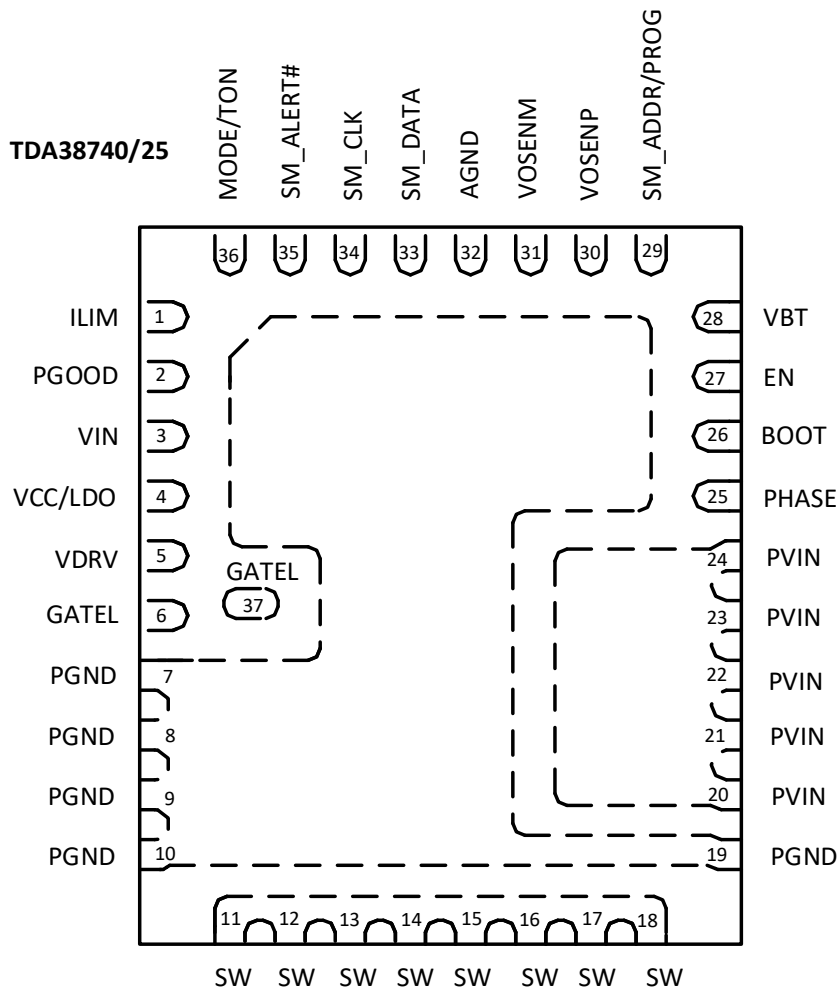 TDA38740/25
MODE/TON
SM_ALERT#
SM_CLK
SM_DATA
AGND
VOSENM
VOSENP
SM_ADDR/PROG
36 35 34 33 32 31 30 29
ILIM 1 28 VBT
PGOOD 2 27 EN
VIN 3 26 BOOT
VCC/LDO 4 25 PHASE
VDRV 5 24 PVIN
GATEL
37
GATEL 6 23 PVIN
PGND 7 22 PVIN
PGND 8 21 PVIN
PGND 9 20 PVIN
PGND 10 19 PGND
11 12 13 14 15 16 17 18
SW SW SW SW SW SW SW SW